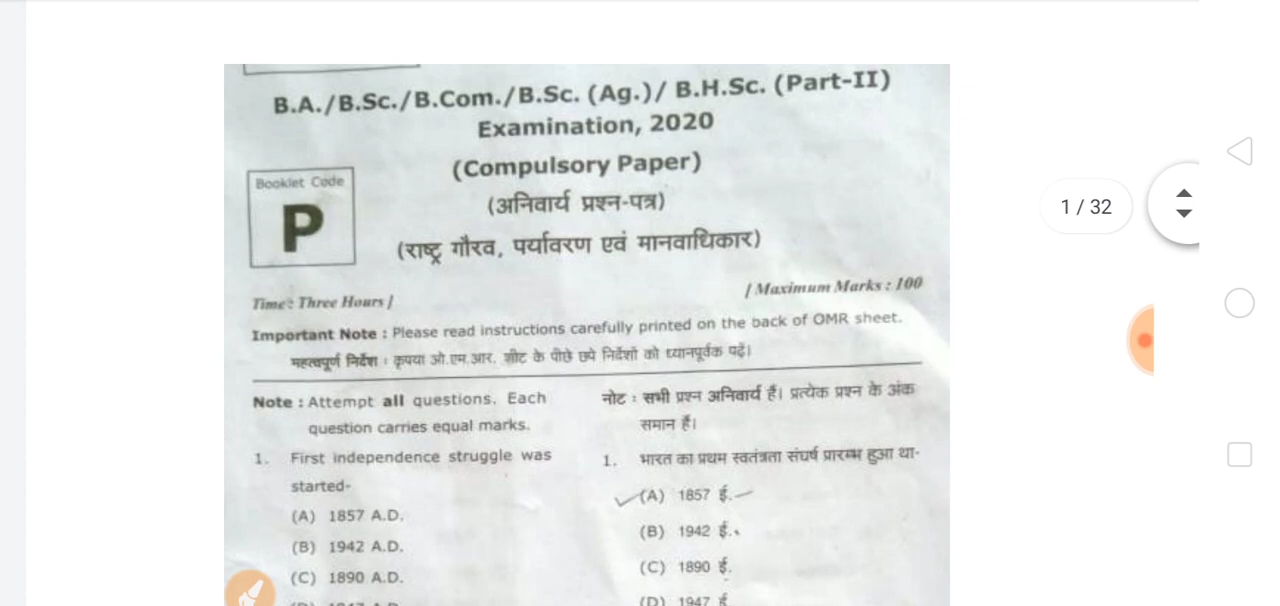 B.A./B.Sc./B.Com./B.Sc. (Ag.)/ B.H.Sc. (Part-II)
Examination, 2020
(Compulsory Paper)
(अनिवार्य प्रश्न-पत्र)
(राष्ट्र गौरव, पर्यावरण एवं मानवाधिकार)
Booklet Code
P
Time : Three Hours ]
[ Maximum Marks : 100
Important Note : Please read instructions carefully printed on the back of OMR sheet.
महत्वपूर्ण निर्देश : कृपया ओ.एम.आर. शीट के पीछे छपे निर्देशों को ध्यानपूर्वक पढ़ें।
Note : Attempt all questions. Each
question carries equal marks.
1. First independence struggle was
started-
(A) 1857 A.D.
(B) 1942 A.D.
(C) 1890 A.D.
नोट : सभी प्रश्न अनिवार्य हैं। प्रत्येक प्रश्न के अंक
समान हैं।
1. भारत का प्रथम स्वतंत्रता संघर्ष प्रारम्भ हुआ था-
(A) 1857 ई.
(B) 1942 ई.
(C) 1890 ई.
(D) 1947 ई
1 / 32